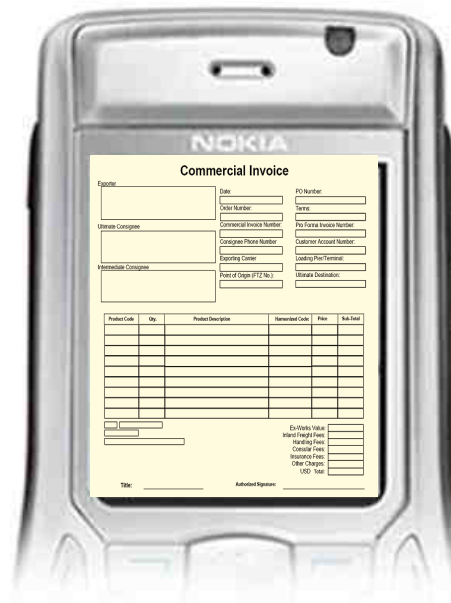 NOKIA
Commercial Invoice
Exporter
Date:
PO Number:
Order Number:
Terms:
Ultimate Consignee
Commercial Invoice Number:
Pro Forma Invoice Number:
Consignee Phone Number
Customer Account Number:
Exporting Carrier
Loading Pier/Terminal:
Intermediate Consignee
Point of Origin (FTZ No.):
Ultimate Destination:
Product Code Qty. Product Description Harmonized Code: Price Sub-Total
Ex-Works Value:
Inland Freight Fees:
Handling Fees:
Consular Fees:
Insurance Fees:
Other Charges:
USD Total:
Title: Authorized Signature: